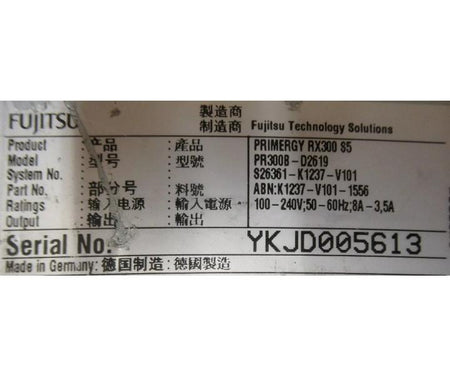 FUJITSU 製造商
制造商 Fujitsu Technology Solutions
Product : 产品 : 產品 : PRIMERGY RX300 S5
Model : 型号 : 型號 : PR300B-D2619
System No. : S26361-K1237-V101
Part No. : 部分号 : 料號 : ABN:K1237-V101-1556
Ratings : 输入电源 : 輸入電源 : 100-240V;50-60Hz;8A-3,5A
Output : 输出 : 輸出 :
Serial No. YKJD005613
Made in Germany: 德国制造 : 德國製造 :